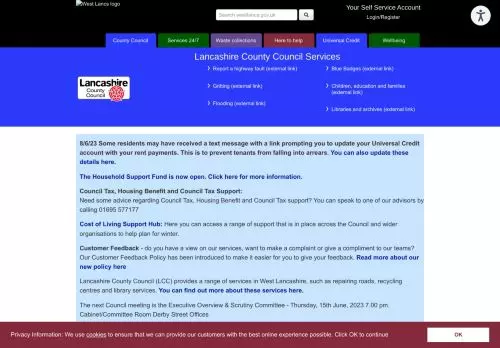 West Lancs logo
Search westlancs.gov.uk
Your Self Service Account
Login/Register
County Council
Services 24/7
Waste collections
Here to help
Universal Credit
Wellbeing
Lancashire County Council Services
Lancashire
County
Council
Report a highway fault (external link)
Gritting (external link)
Flooding (external link)
Blue Badges (external link)
Children, education and families
(external link)
Libraries and archives (external link)
8/6/23 Some residents may have received a text message with a link prompting you to update your Universal Credit
account with your rent payments. This is to prevent tenants from falling into arrears. You can also update these
details here.
The Household Support Fund is now open. Click here for more information.
Council Tax, Housing Benefit and Council Tax Support:
Need some advice regarding Council Tax, Housing Benefit and Council Tax support? You can speak to one of our advisors by
calling 01695 577177
Cost of Living Support Hub: Here you can access a range of support that is in place across the Council and wider
organisations to help plan for winter.
Customer Feedback - do you have a view on our services, want to make a complaint or give a compliment to our teams?
Our Customer Feedback Policy has been introduced to make it easier for you to give your feedback. Read more about our
new policy here
Lancashire County Council (LCC) provides a range of services in West Lancashire, such as repairing roads, recycling
centres and library services. You can find out more about these services here.
The next Council meeting is the Executive Overview & Scrutiny Committee - Thursday, 15th June, 2023 7.00 pm.
Cabinet/Committee Room Derby Street Offices
Privacy Information: We use cookies to ensure that we can provide our customers with the best online experience possible. Click OK to continue
OK